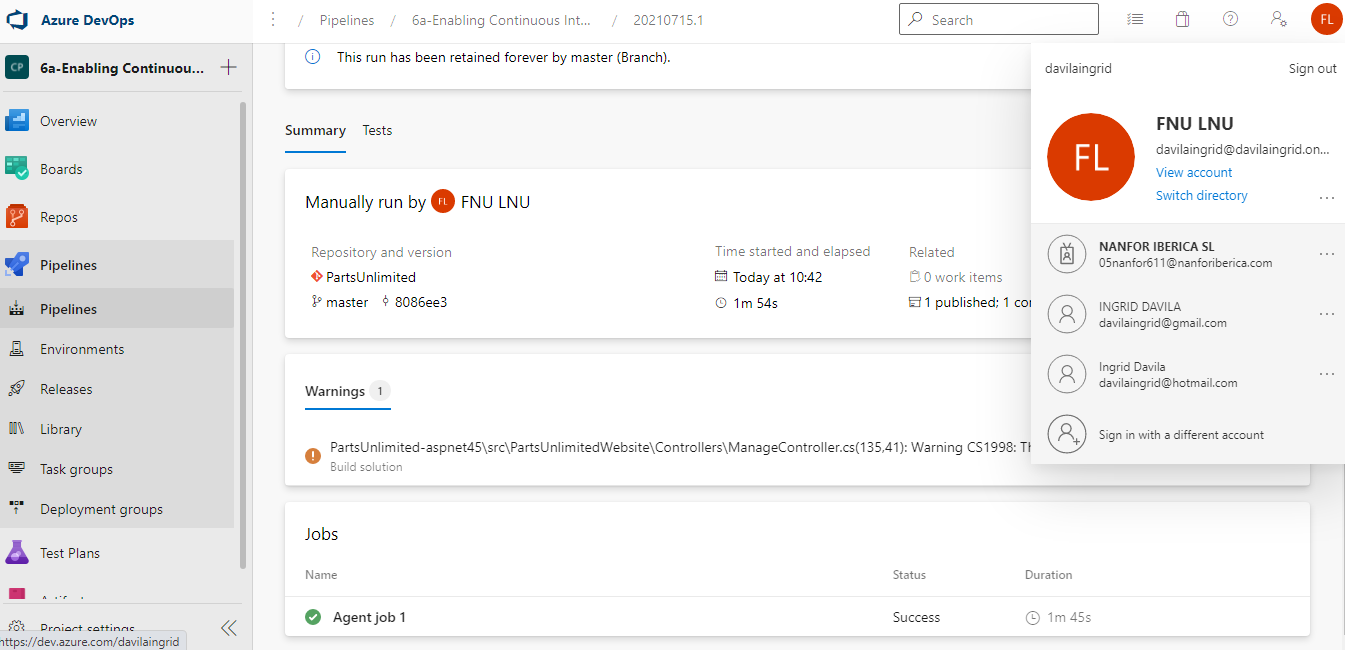 Azure DevOps
/ Pipelines / 6a-Enabling Continuous Int... / 20210715.1
Search
FL
CP
6a-Enabling Continuou...
Overview
Boards
Repos
Pipelines
Pipelines
Environments
Releases
Library
Task groups
Deployment groups
Test Plans
Project settings
https://dev.azure.com/davilaingrid
This run has been retained forever by master (Branch).
Summary Tests
Manually run by FL FNU LNU
Repository and version
PartsUnlimited
master 8086ee3
Time started and elapsed
Today at 10:42
1m 54s
Related
0 work items
1 published; 1 co
Warnings 1
PartsUnlimited-aspnet45\src\PartsUnlimitedWebsite\Controllers\ManageController.cs(135,41): Warning CS1998: Th
Build solution
Jobs
Name Status Duration
Agent job 1 Success 1m 45s
davilaingrid Sign out
FL
FNU LNU
davilaingrid@davilaingrid.on...
View account
Switch directory
NANFOR IBERICA SL
05nanfor611@nanforiberica.com
INGRID DAVILA
davilaingrid@gmail.com
Ingrid Davila
davilaingrid@hotmail.com
Sign in with a different account